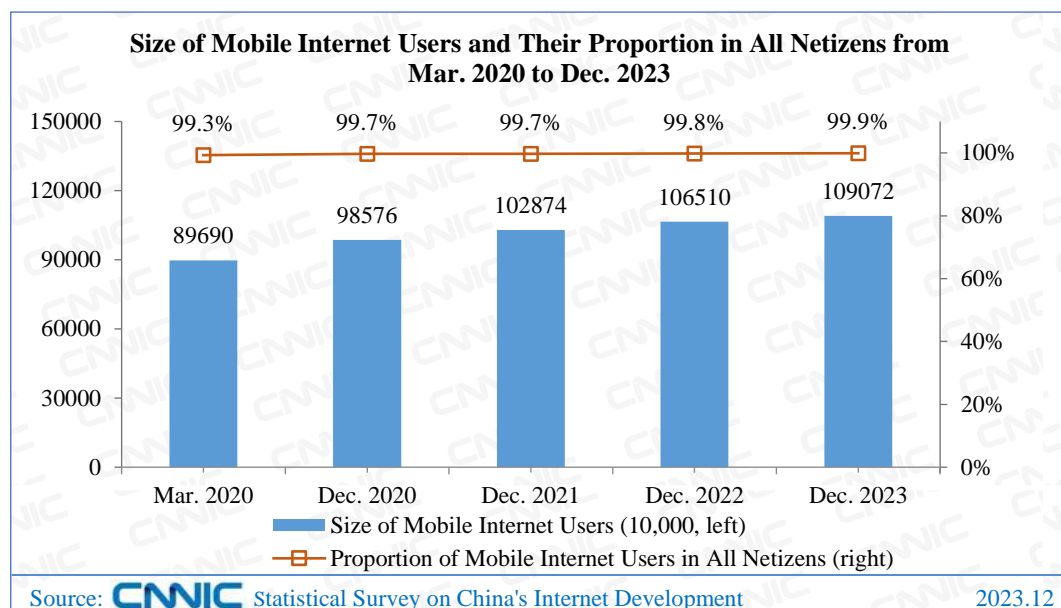 Size of Mobile Internet Users and Their Proportion in All Netizens from
Mar. 2020 to Dec. 2023
150000
120000
90000
60000
30000
0
99.3%
99.7%
99.7%
99.8%
99.9%
89690
98576
102874
106510
109072
100%
80%
60%
40%
20%
0%
Mar. 2020
Dec. 2020
Dec. 2021
Dec. 2022
Dec. 2023
Size of Mobile Internet Users (10,000, left)
Proportion of Mobile Internet Users in All Netizens (right)
Source: CNNIC Statistical Survey on China's Internet Development 2023.12